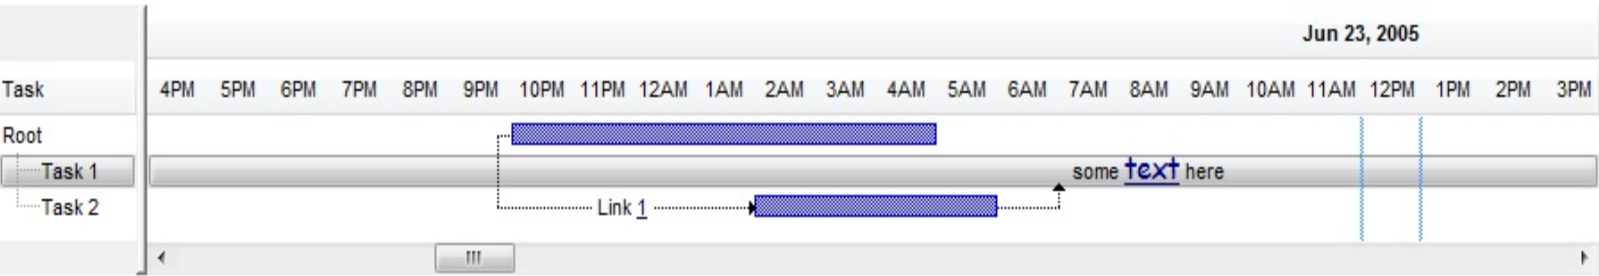 Jun 23, 2005
Task 4PM 5PM 6PM 7PM 8PM 9PM 10PM 11PM 12AM 1AM 2AM 3AM 4AM 5AM 6AM 7AM 8AM 9AM 10AM 11AM 12PM 1PM 2PM 3PM
Root
Task 1 some text here
Task 2 Link 1